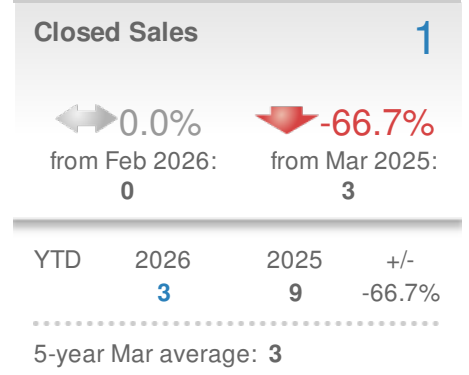 Closed Sales 1
0.0% -66.7%
from Feb 2026: from Mar 2025:
0 3
YTD 2026 2025 +/-
3 9 -66.7%
5-year Mar average: 3